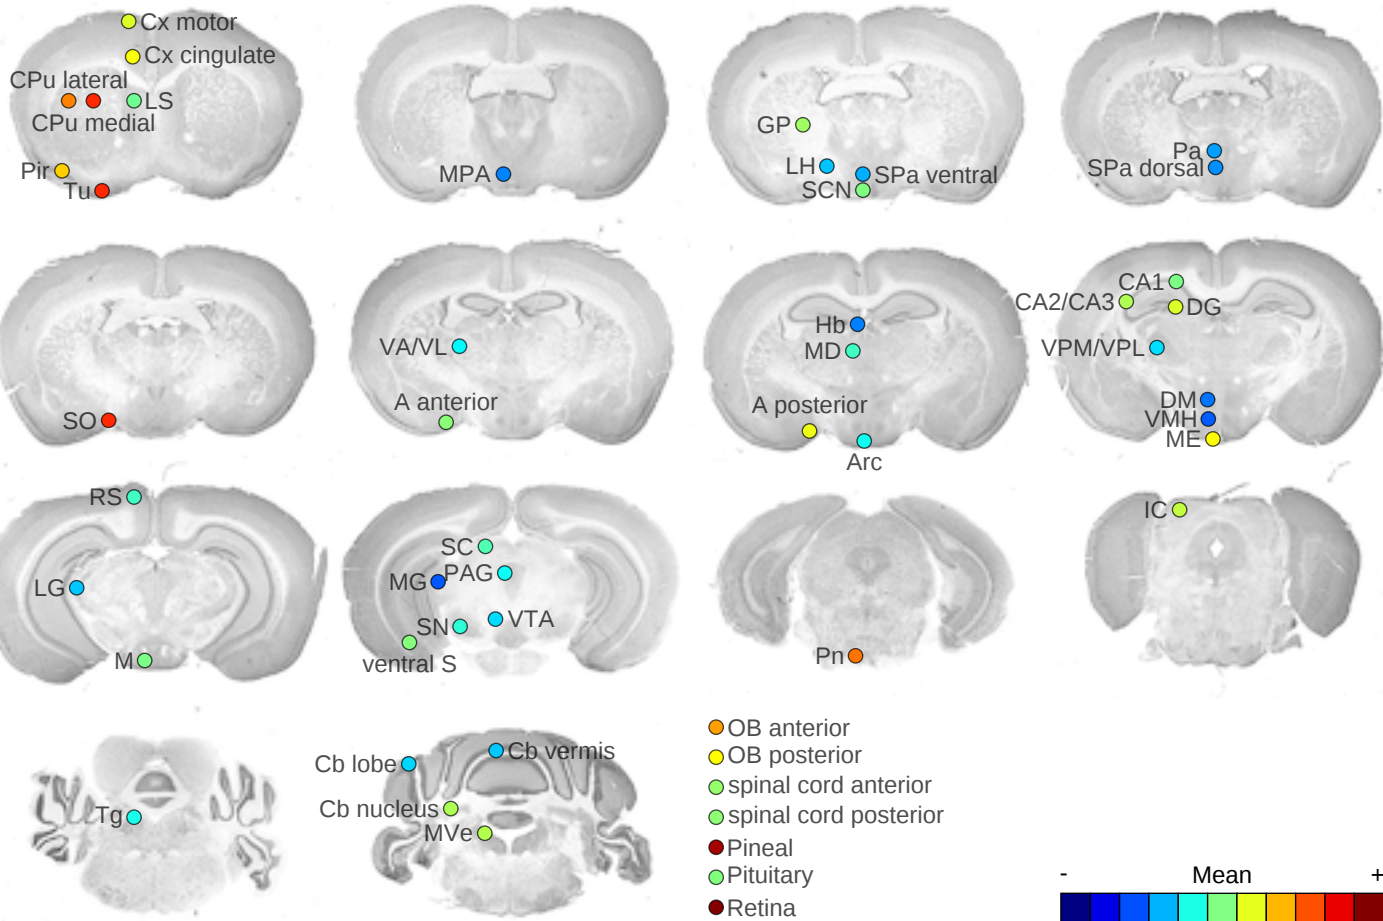 Cx motor
Cx cingulate
CPu lateral
LS
CPu medial
Pir
Tu
MPA
GP
LH
SPa ventral
SCN
Pa
SPa dorsal
SO
VA/VL
A anterior
Hb
MD
A posterior
Arc
CA1
CA2/CA3
DG
VPM/VPL
DM
VMH
ME
RS
LG
M
SC
MG
PAG
SN
VTA
ventral S
Pn
IC
Tg
Cb lobe
Cb vermis
Cb nucleus
MVe
OB anterior
OB posterior
spinal cord anterior
spinal cord posterior
Pineal
Pituitary
Retina
- Mean +